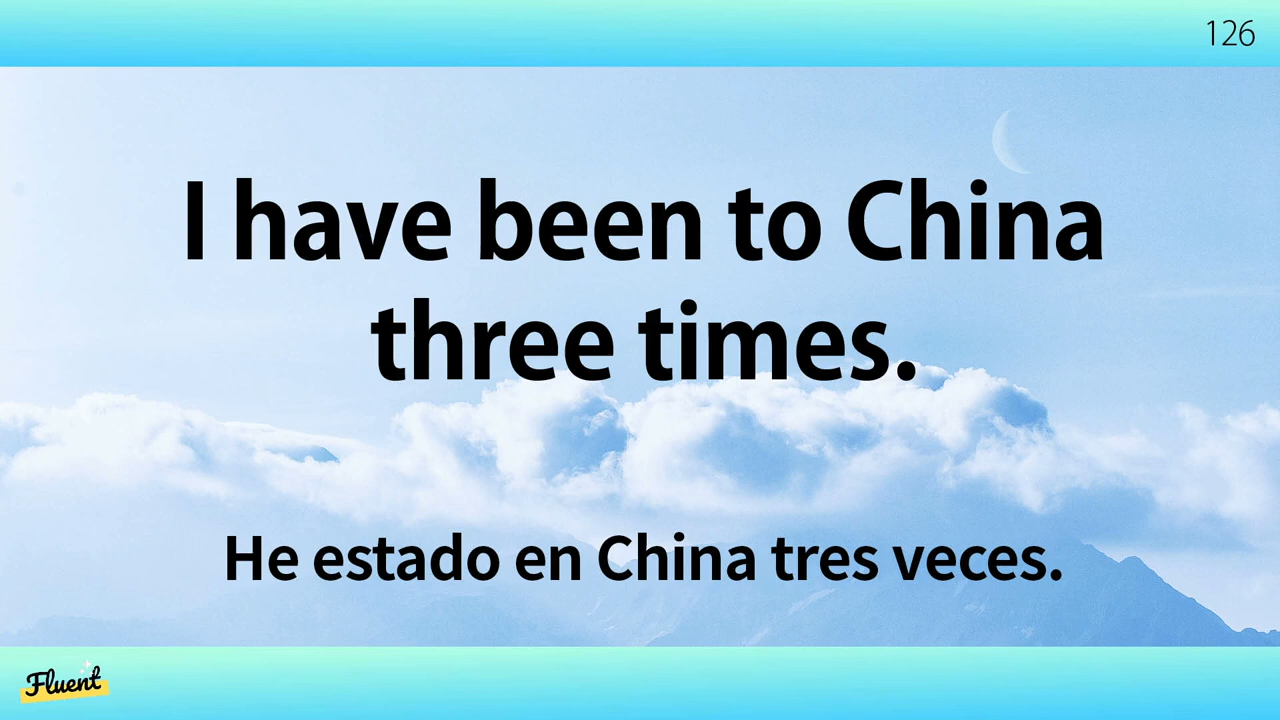 126
I have been to China
three times.
He estado en China tres veces.
Fluent